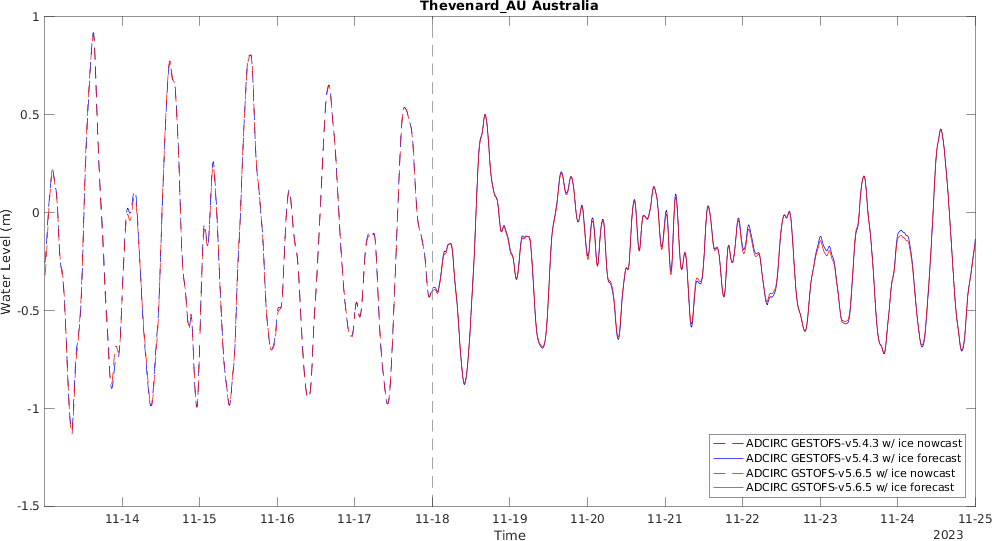 Thevenard_AU Australia
1
0.5
0
-0.5
-1
-1.5
Water Level (m)
11-14
11-15
11-16
11-17
11-18
11-19
11-20
11-21
11-22
11-23
11-24
11-25
Time
2023
ADCIRC GESTOFS-v5.4.3 w/ ice nowcast
ADCIRC GESTOFS-v5.4.3 w/ ice forecast
ADCIRC GSTOFS-v5.6.5 w/ ice nowcast
ADCIRC GSTOFS-v5.6.5 w/ ice forecast